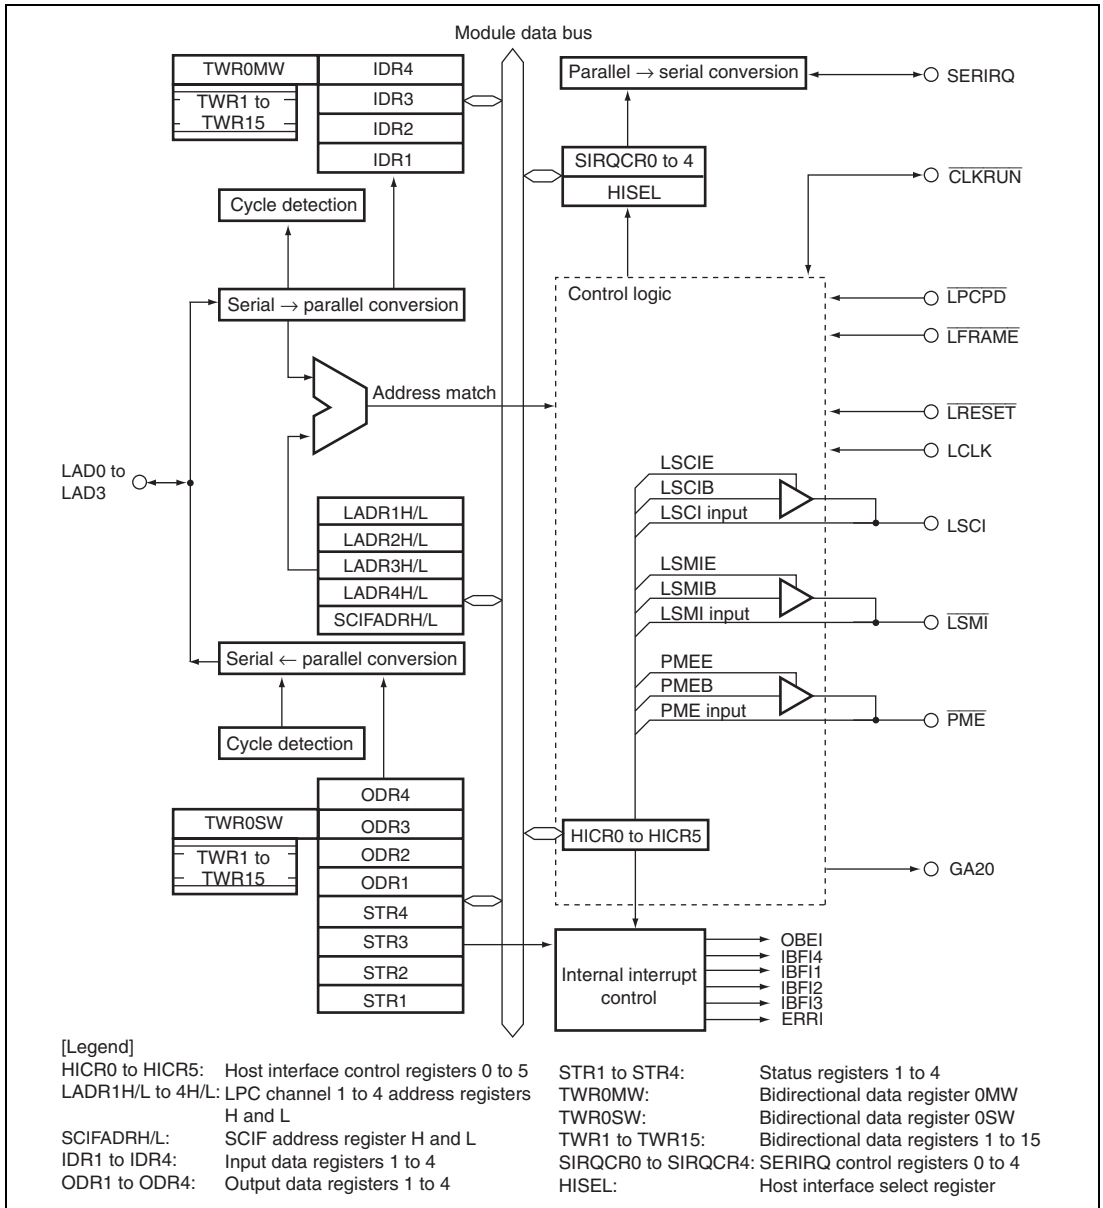 Module data bus
TWR0MW
IDR4
Parallel → serial conversion
SERIRQ
TWR1 to
TWR15
IDR3
IDR2
IDR1
SIRQCR0 to 4
HISEL
CLKRUN
Cycle detection
Serial → parallel conversion
Control logic
LPCPD
LFRAME
Address match
LRESET
LCLK
LAD0 to
LAD3
LSCIE
LSCIB
LSCI input
LSCI
LADR1H/L
LADR2H/L
LADR3H/L
LADR4H/L
SCIFADRH/L
LSMIE
LSMIB
LSMI input
LSMI
Serial ← parallel conversion
PMEE
PMEB
PME input
PME
Cycle detection
ODR4
TWR0SW
ODR3
TWR1 to
TWR15
ODR2
ODR1
STR4
STR3
STR2
STR1
HICR0 to HICR5
GA20
Internal interrupt
control
OBEI
IBFI4
IBFI1
IBFI2
IBFI3
ERRI
[Legend]
HICR0 to HICR5: Host interface control registers 0 to 5
LADR1H/L to 4H/L: LPC channel 1 to 4 address registers
H and L
SCIFADRH/L: SCIF address register H and L
IDR1 to IDR4: Input data registers 1 to 4
ODR1 to ODR4: Output data registers 1 to 4
STR1 to STR4: Status registers 1 to 4
TWR0MW: Bidirectional data register 0MW
TWR0SW: Bidirectional data register 0SW
TWR1 to TWR15: Bidirectional data registers 1 to 15
SIRQCR0 to SIRQCR4: SERIRQ control registers 0 to 4
HISEL: Host interface select register